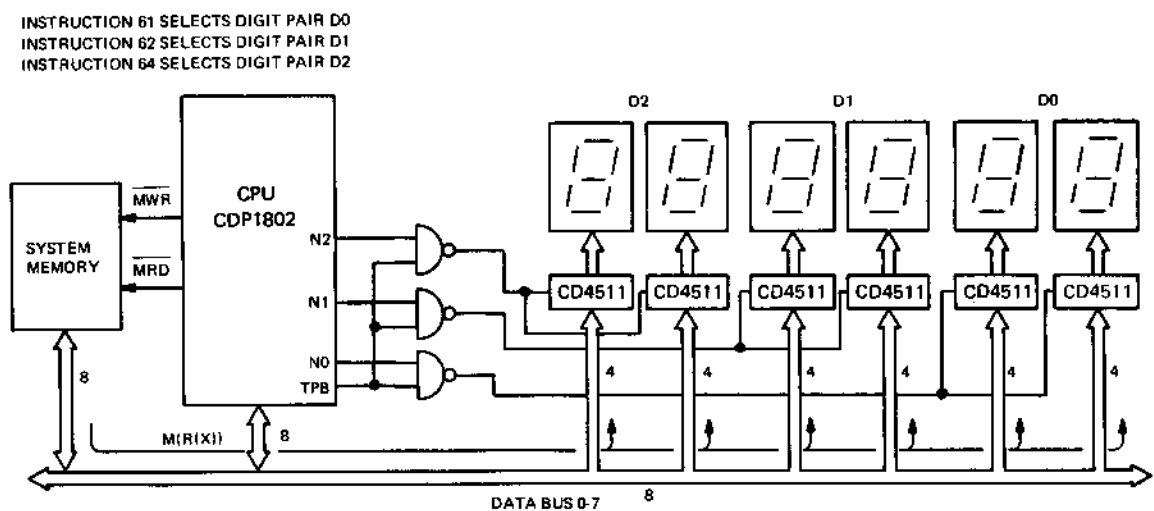 INSTRUCTION 61 SELECTS DIGIT PAIR D0
INSTRUCTION 62 SELECTS DIGIT PAIR D1
INSTRUCTION 64 SELECTS DIGIT PAIR D2
D2 D1 D0
CPU
CDP1802
MWR
SYSTEM
MEMORY
MRD
N2
N1
N0
TPB
CD4511 CD4511 CD4511 CD4511 CD4511 CD4511
8
4 4 4 4 4 4
M(R(X))
8
8
DATA BUS 0-7